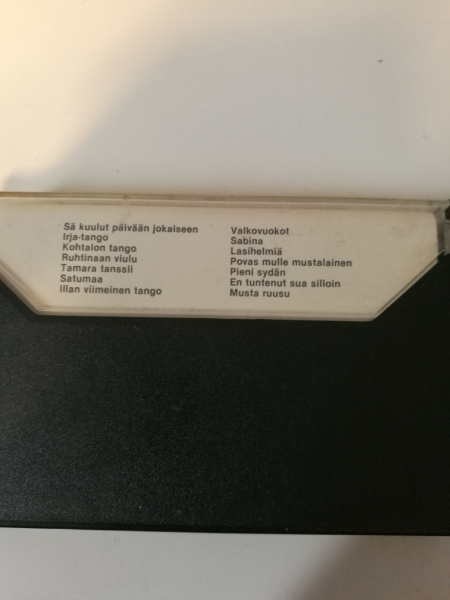 Sä kuulut päivään jokaiseen
Irja-tango
Kohtalon tango
Ruhtinaan viulu
Tamara tanssii
Satumaa
Illan viimeinen tango
Valkovuokot
Sabina
Lasihelmiä
Povas mulle mustalainen
Pieni sydän
En tuntenut sua silloin
Musta ruusu